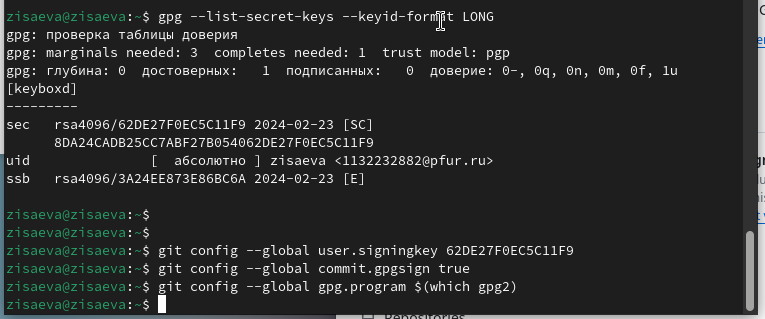 zisaeva@zisaeva:~$ gpg --list-secret-keys --keyid-format LONG
gpg: проверка таблицы доверия
gpg: marginals needed: 3  completes needed: 1  trust model: pgp
gpg: глубина: 0  достоверных:   1  подписанных:   0  доверие: 0-, 0q, 0n, 0m, 0f, 1u
[keyboxd]
---------
sec   rsa4096/62DE27F0EC5C11F9 2024-02-23 [SC]
      8DA24CADB25CC7ABF27B054062DE27F0EC5C11F9
uid              [  абсолютно ] zisaeva <1132232882@pfur.ru>
ssb   rsa4096/3A24EE873E86BC6A 2024-02-23 [E]
zisaeva@zisaeva:~$
zisaeva@zisaeva:~$
zisaeva@zisaeva:~$ git config --global user.signingkey 62DE27F0EC5C11F9
zisaeva@zisaeva:~$ git config --global commit.gpgsign true
zisaeva@zisaeva:~$ git config --global gpg.program $(which gpg2)
zisaeva@zisaeva:~$